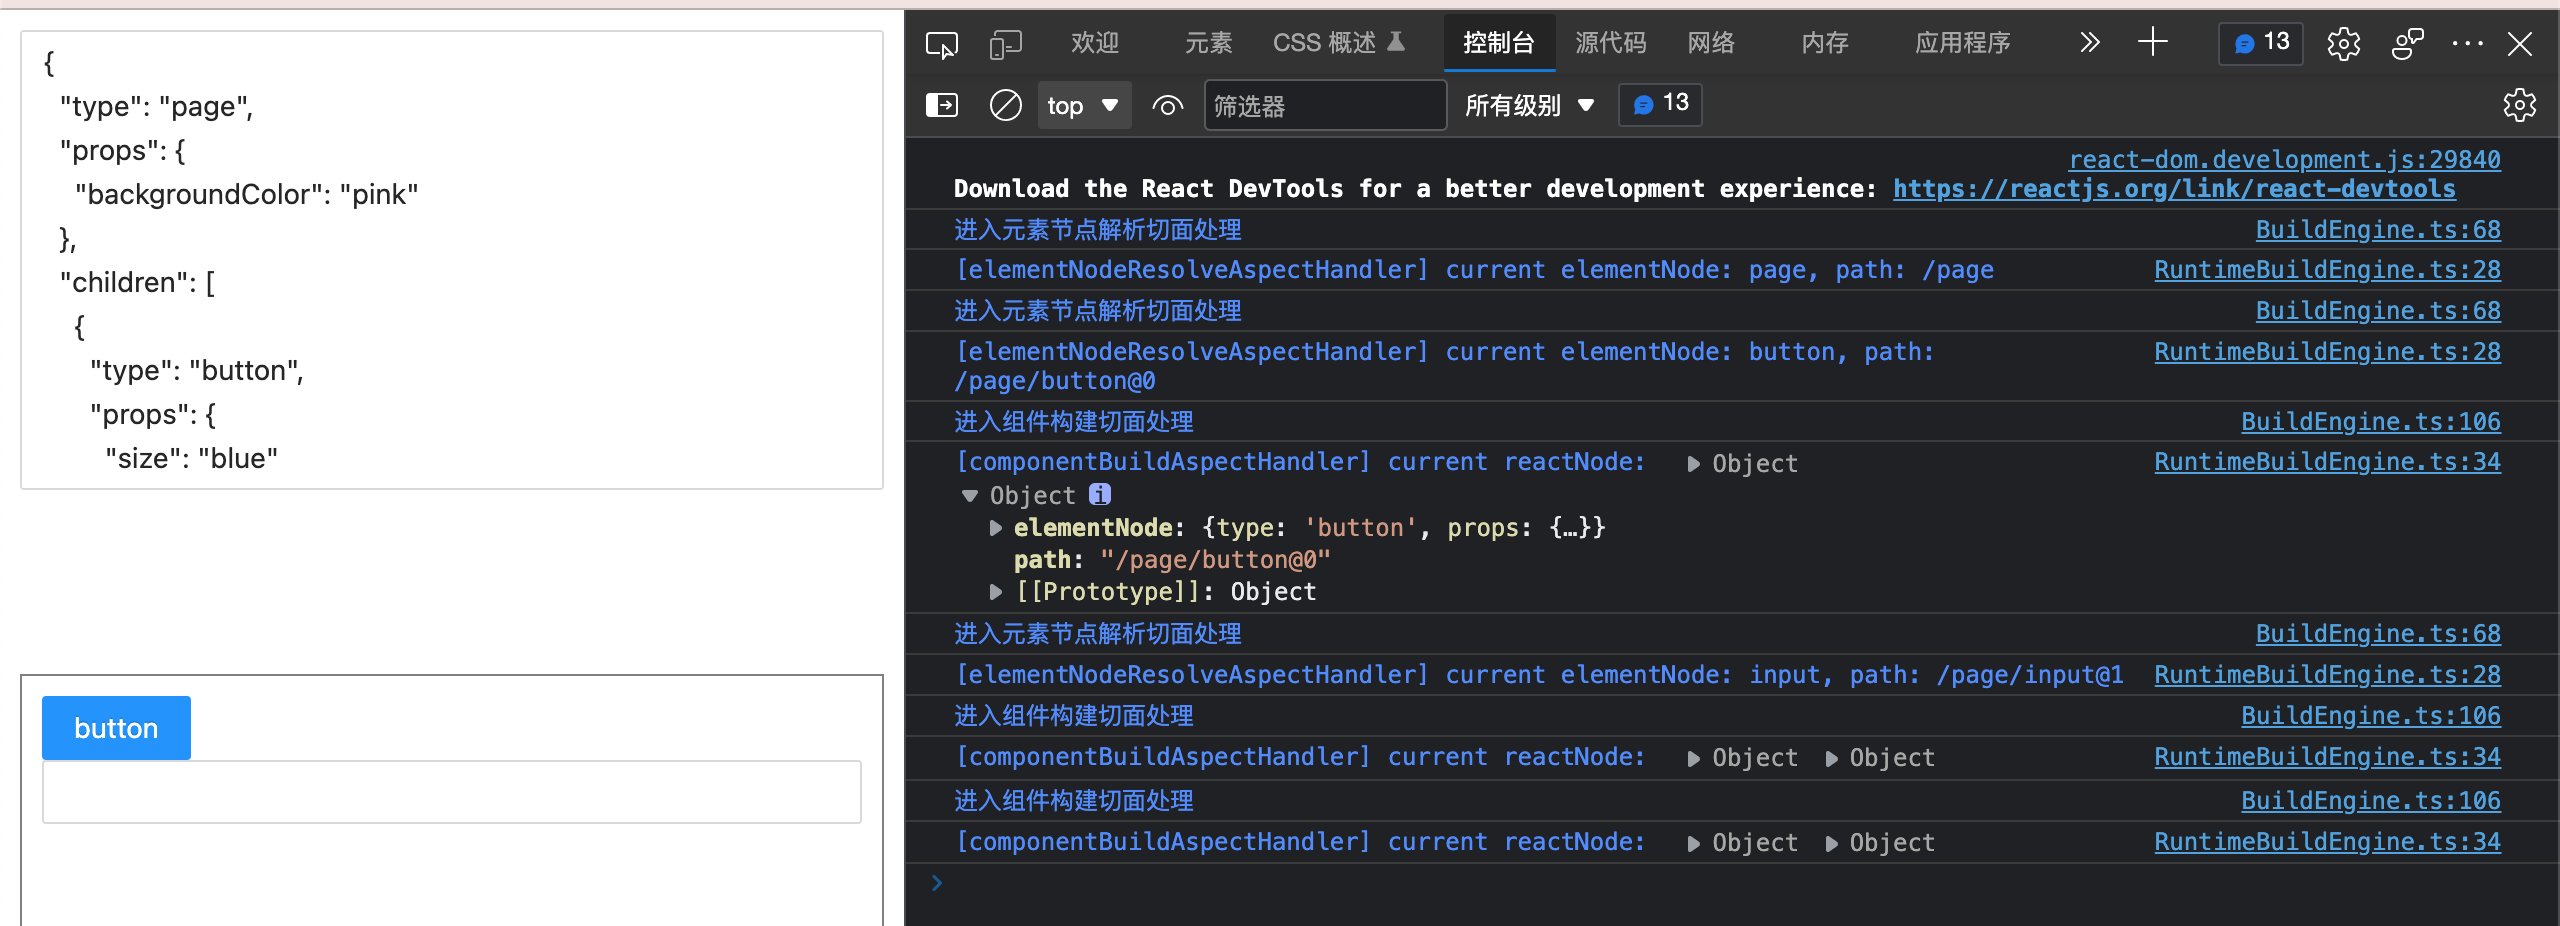 {
"type": "page",
"props": {
"backgroundColor": "pink"
},
"children": [
{
"type": "button",
"props": {
"size": "blue"
button
欢迎 元素 CSS 概述 控制台 源代码 网络 内存 应用程序 13
top 筛选器 所有级别 13
react-dom.development.js:29840
Download the React DevTools for a better development experience: https://reactjs.org/link/react-devtools
进入元素节点解析切面处理 BuildEngine.ts:68
[elementNodeResolveAspectHandler] current elementNode: page, path: /page RuntimeBuildEngine.ts:28
进入元素节点解析切面处理 BuildEngine.ts:68
[elementNodeResolveAspectHandler] current elementNode: button, path: RuntimeBuildEngine.ts:28
/page/button@0
进入组件构建切面处理 BuildEngine.ts:106
[componentBuildAspectHandler] current reactNode: Object RuntimeBuildEngine.ts:34
Object i
elementNode: {type: 'button', props: {…}}
path: "/page/button@0"
[[Prototype]]: Object
进入元素节点解析切面处理 BuildEngine.ts:68
[elementNodeResolveAspectHandler] current elementNode: input, path: /page/input@1 RuntimeBuildEngine.ts:28
进入组件构建切面处理 BuildEngine.ts:106
[componentBuildAspectHandler] current reactNode: Object Object RuntimeBuildEngine.ts:34
进入组件构建切面处理 BuildEngine.ts:106
[componentBuildAspectHandler] current reactNode: Object Object RuntimeBuildEngine.ts:34